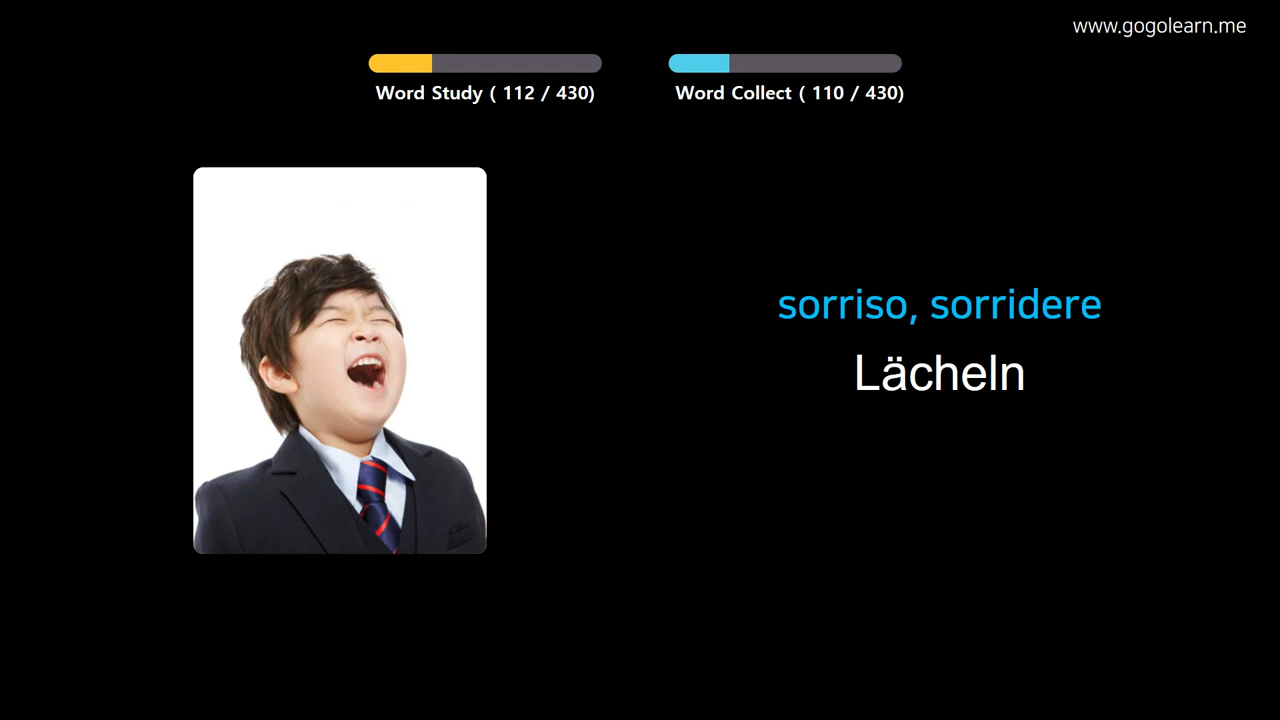 www.gogolearn.me
Word Study ( 112 / 430)
Word Collect ( 110 / 430)
sorriso, sorridere
Lächeln